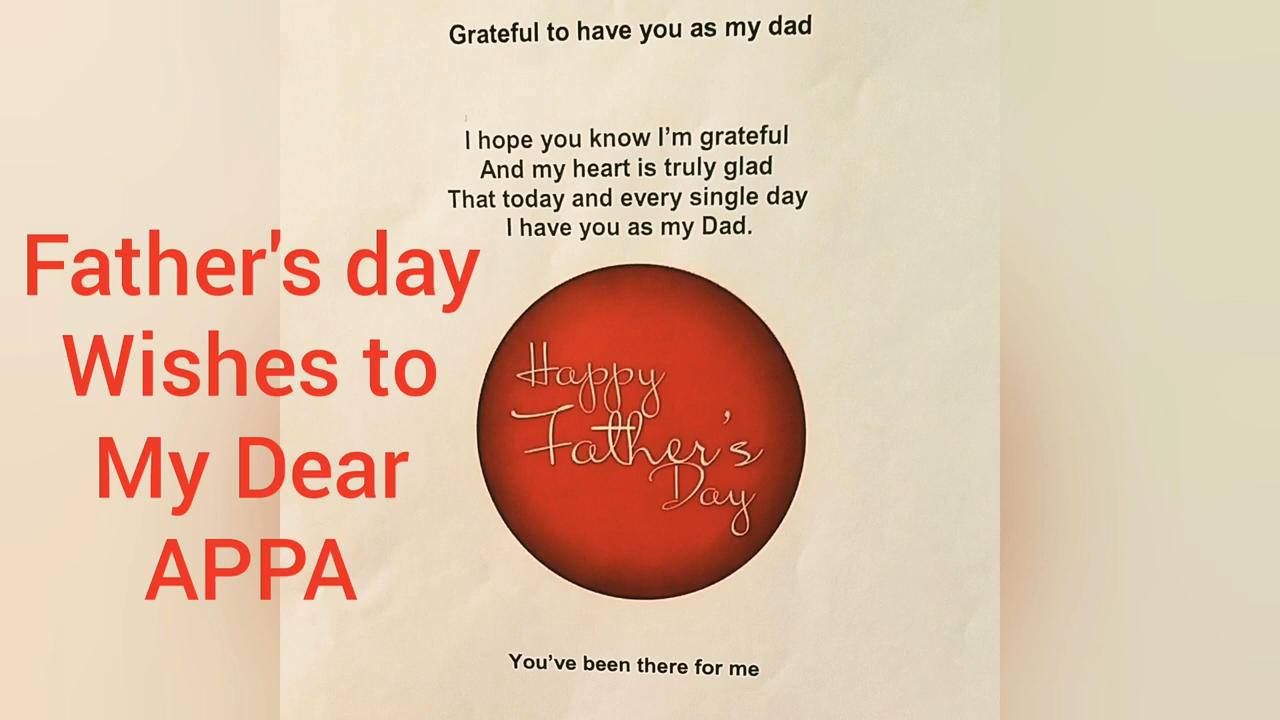 Grateful to have you as my dad
I hope you know I'm grateful
And my heart is truly glad
That today and every single day
I have you as my Dad.
Father's day
Wishes to
My Dear
APPA
Happy
Father's
Day
You've been there for me